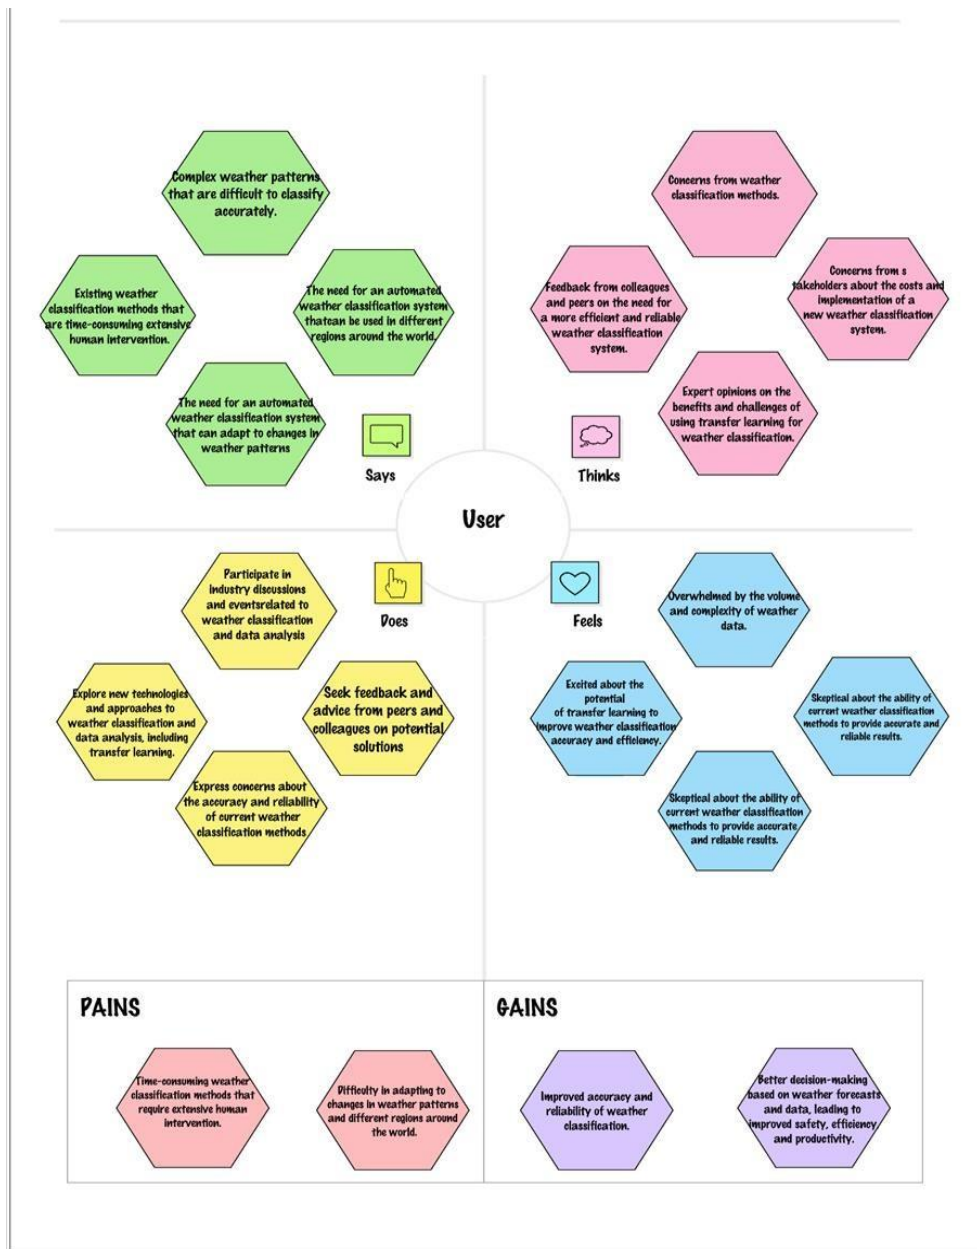 Complex weather patterns
that are difficult to classify
accurately.
Existing weather
classification methods that
are time-consuming extensive
human intervention.
The need for an automated
weather classification system
thatcan be used in different
regions around the world.
The need for an automated
weather classification system
that can adapt to changes in
weather patterns
Says
Concerns from weather
classification methods.
Feedback from colleagues
and peers on the need for
a more efficient and reliable
weather classification
system.
Concerns from s
takeholders about the costs and
implementation of a
new weather classification
system.
Expert opinions on the
benefits and challenges of
using transfer learning for
weather classification.
Thinks
User
Participate in
industry discussions
and eventsrelated to
weather classification
and data analysis
Does
Explore new technologies
and approaches to
weather classification and
data analysis, including
transfer learning.
Seek feedback and
advice from peers and
colleagues on potential
solutions
Express concerns about
the accuracy and reliability
of current weather
classification methods
Feels
Overwhelmed by the volume
and complexity of weather
data.
Excited about the
potential
of transfer learning to
improve weather classification
accuracy and efficiency.
Skeptical about the ability of
current weather classification
methods to provide accurate and
reliable results.
Skeptical about the ability of
current weather classification
methods to provide accurate
and reliable results.
PAINS
Time-consuming weather
classification methods that
require extensive human
intervention.
Difficulty in adapting to
changes in weather patterns
and different regions around
the world.
GAINS
Improved accuracy and
reliability of weather
classification.
Better decision-making
based on weather forecasts
and data, leading to
improved safety, efficiency
and productivity.